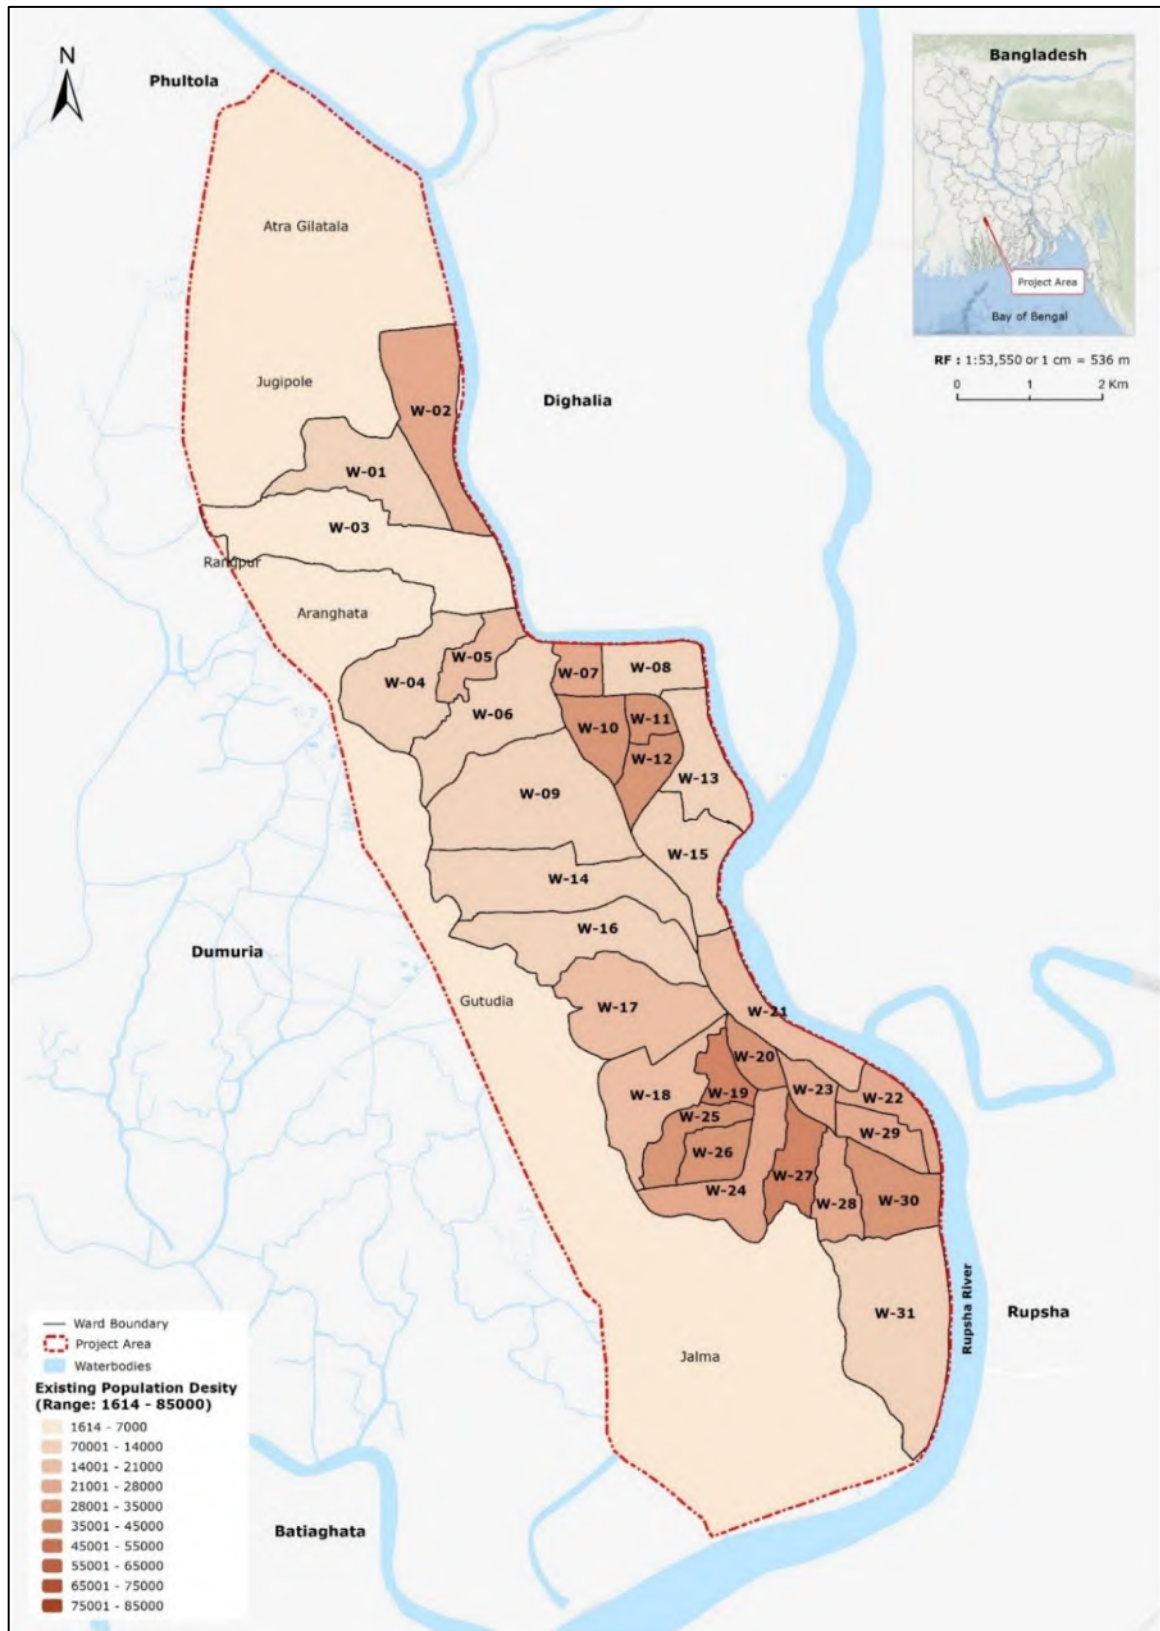 N
Phultola
Bangladesh
Project Area
Bay of Bengal
RF : 1:53,550 or 1 cm = 536 m
0 1 2 Km
Atra Gilatala
Jugipole
Dighalia
W-02
W-01
W-03
Rangpur
Aranghata
W-05
W-04
W-06
W-07
W-08
W-10
W-11
W-12
W-13
W-09
W-15
W-14
W-16
Dumuria
Gutudia
W-17
W-21
W-20
W-18
W-19
W-23
W-22
W-25
W-29
W-26
W-27
W-24
W-28
W-30
Rupsha River
W-31
Rupsha
Jalma
Ward Boundary
Project Area
Waterbodies
Existing Population Desity
(Range: 1614 - 85000)
1614 - 7000
70001 - 14000
14001 - 21000
21001 - 28000
28001 - 35000
35001 - 45000
45001 - 55000
55001 - 65000
65001 - 75000
75001 - 85000
Batiaghata